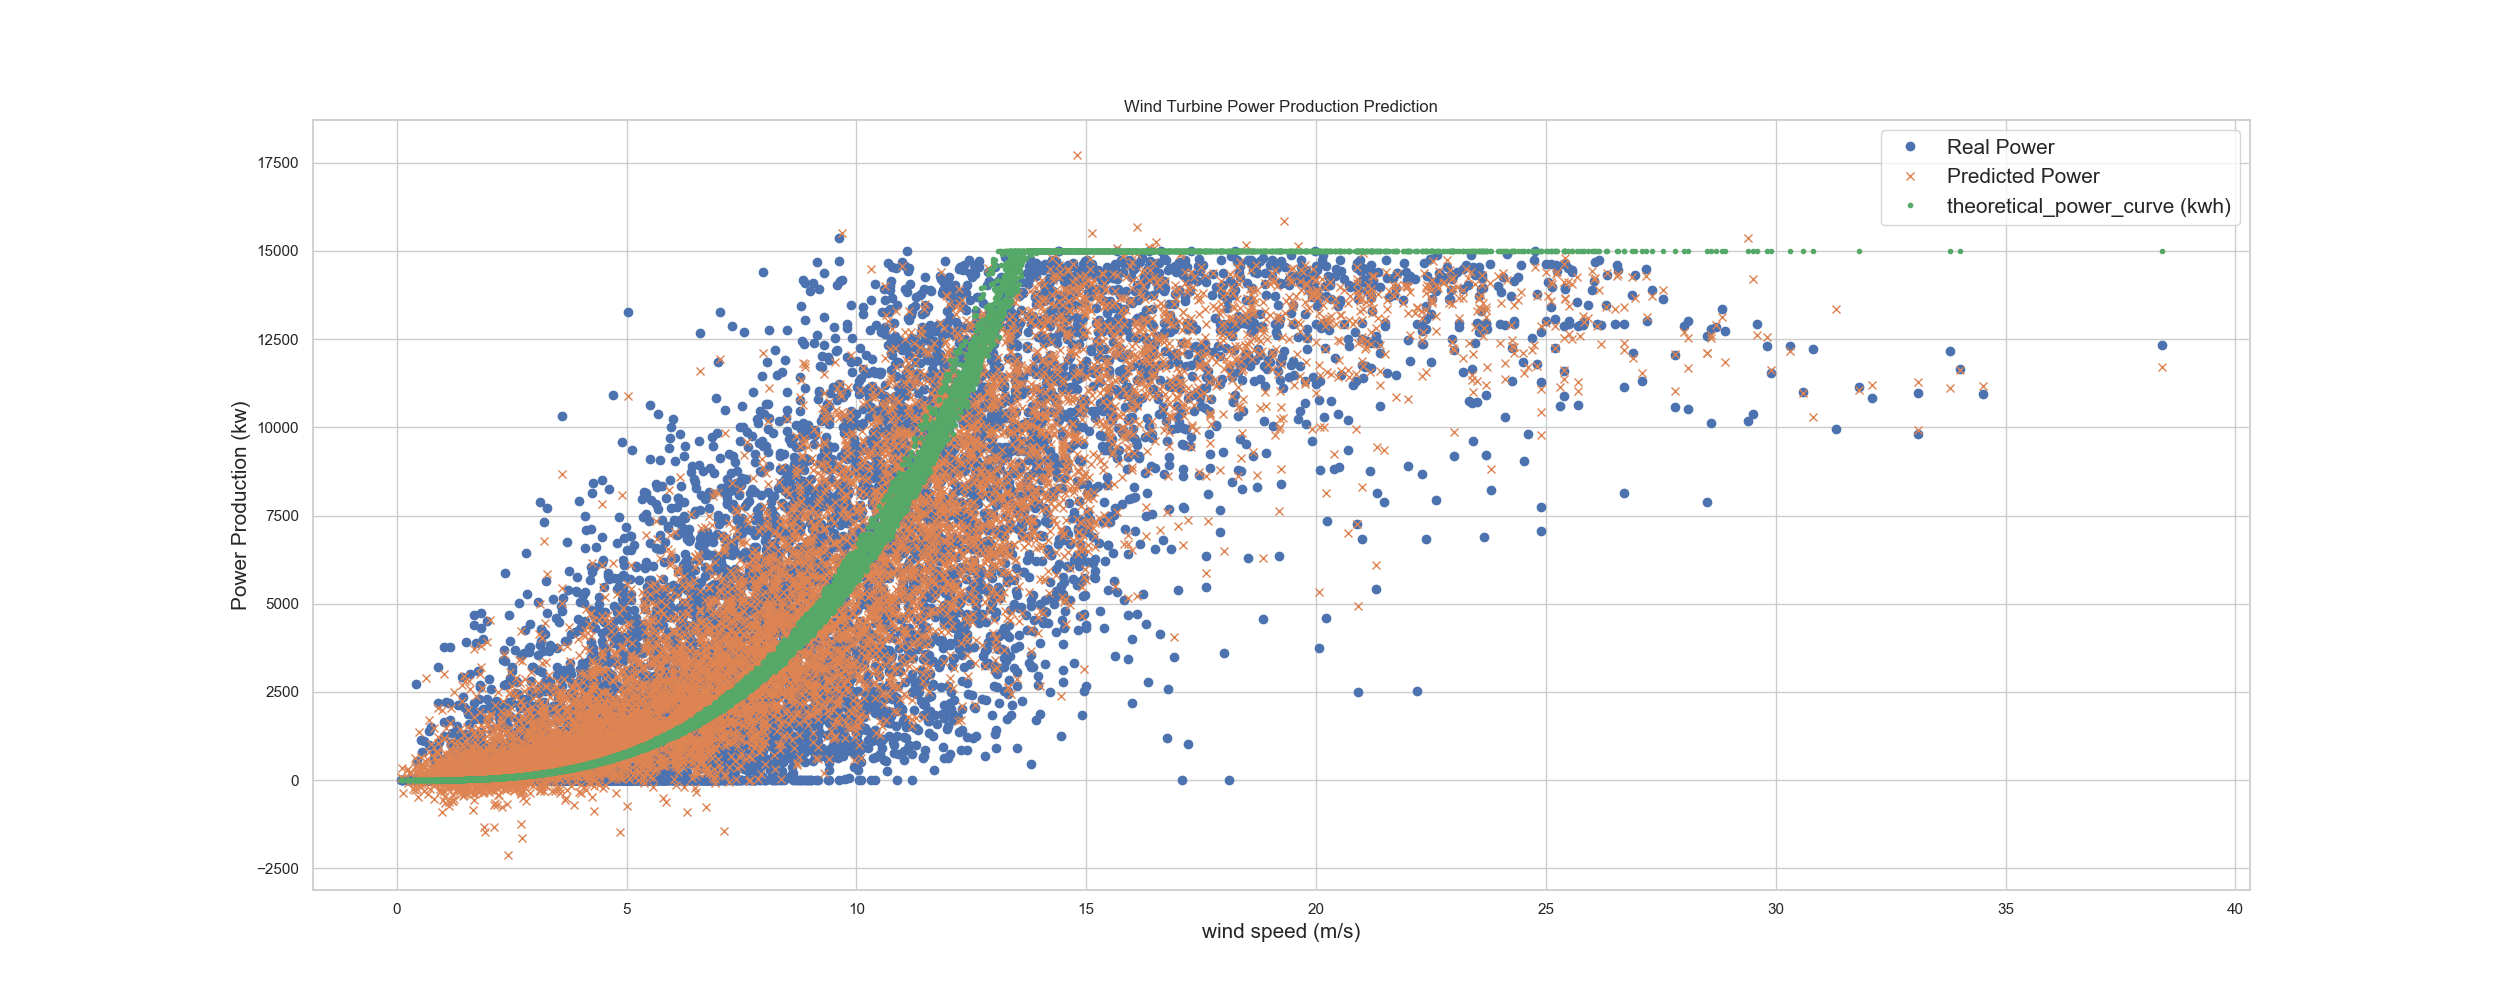 Wind Turbine Power Production Prediction
Real Power
Predicted Power
theoretical_power_curve (kwh)
Power Production (kw)
17500
15000
12500
10000
7500
5000
2500
0
−2500
0 5 10 15 20 25 30 35 40
wind speed (m/s)